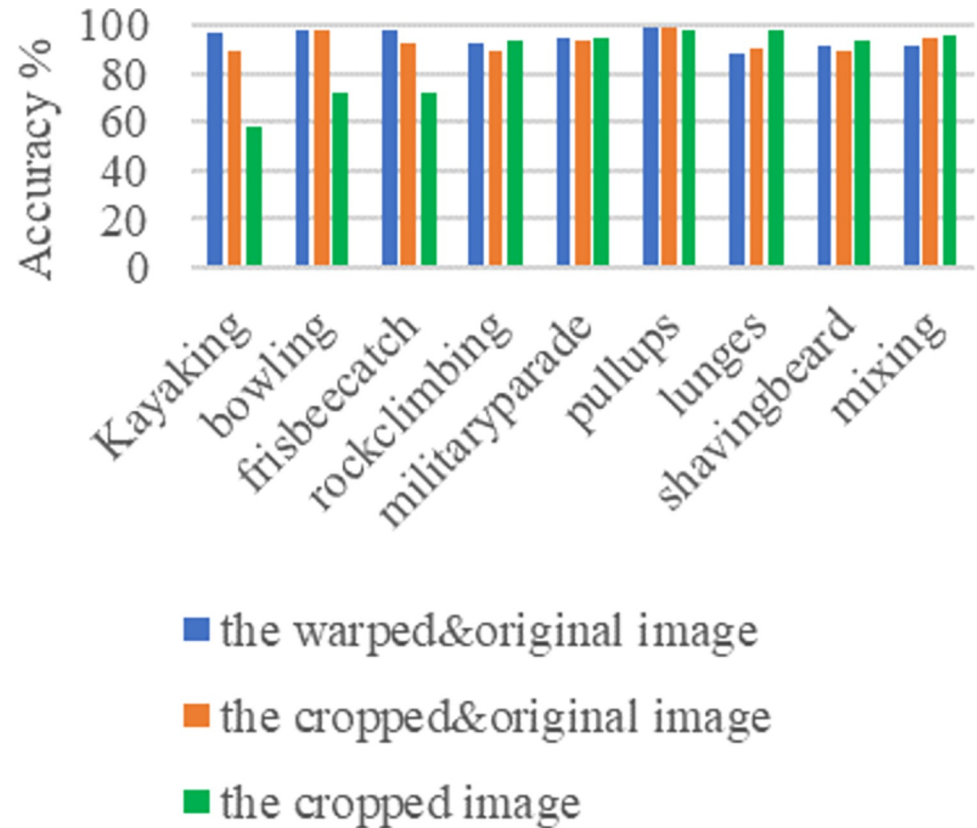 Accuracy %
100
80
60
40
20
0
Kayaking
bowling
frisbeecatch
rockclimbing
militaryparade
pullups
lunges
shavingbeard
mixing
the warped&original image
the cropped&original image
the cropped image